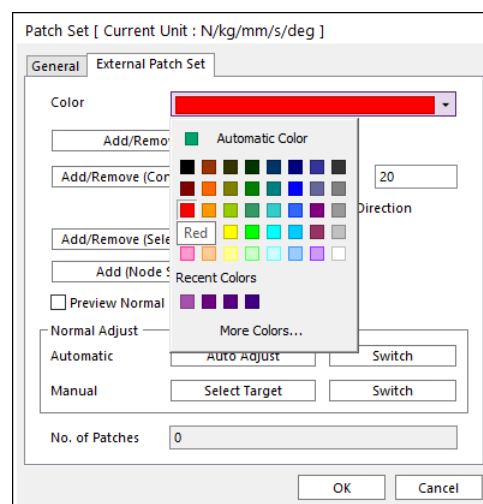 Patch Set [ Current Unit : N/kg/mm/s/deg ]
General External Patch Set
Color
Automatic Color
Add/Remo
Add/Remove (Con 20
Direction
Red
Add/Remove (Sele
Add (Node S
Recent Colors
Preview Normal
More Colors...
Normal Adjust
Automatic Auto Adjust Switch
Manual Select Target Switch
No. of Patches 0
OK Cancel